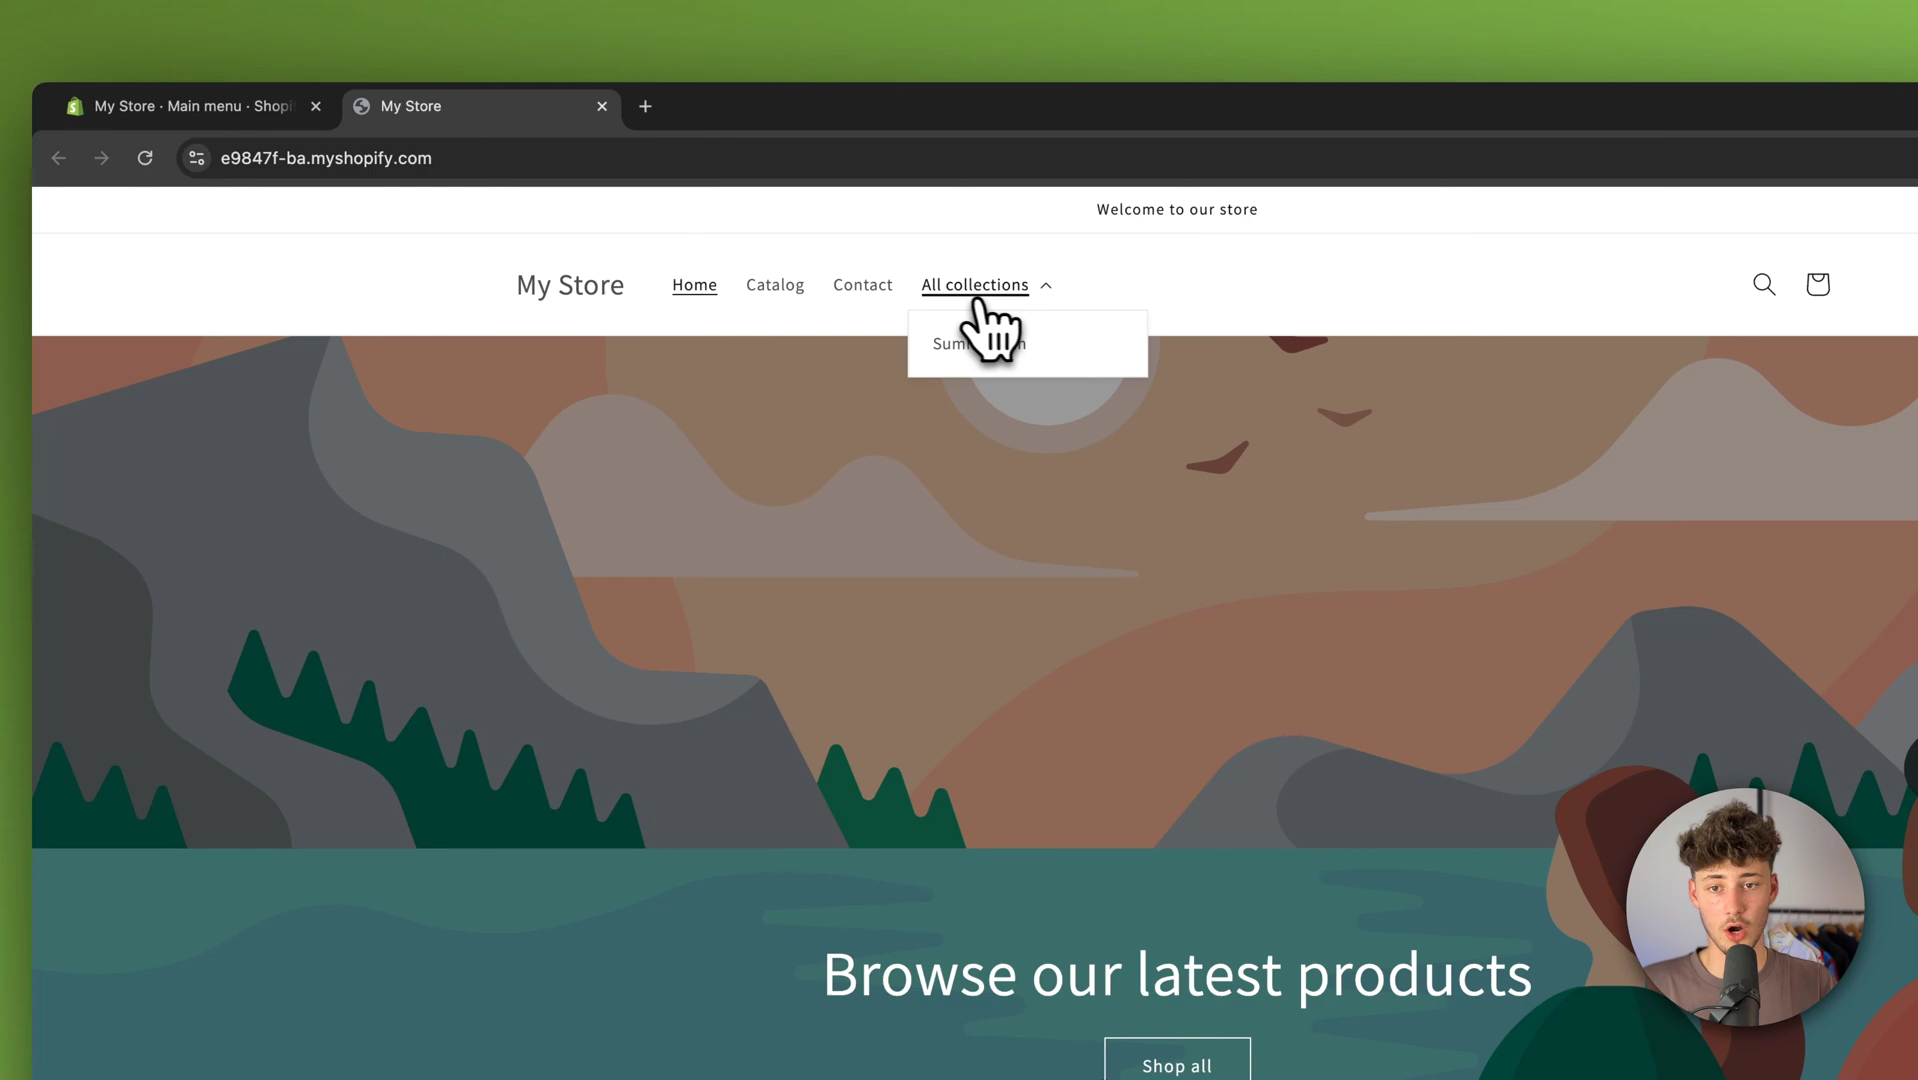 My Store · Main menu · Shopi
My Store
e9847f-ba.myshopify.com
Welcome to our store
My Store
Home
Catalog
Contact
All collections
Browse our latest products
Shop all